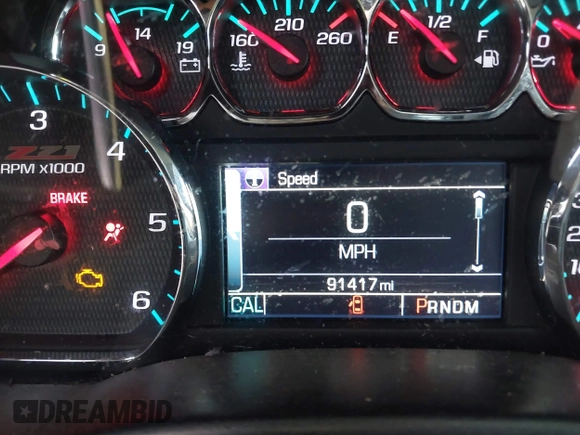 9 14 19
160 210 260
E 1/2 F
0
3
4
5
6
Z71
RPM x1000
BRAKE
Speed
0
MPH
91417 mi
CAL
PRNDM
DREAMBID